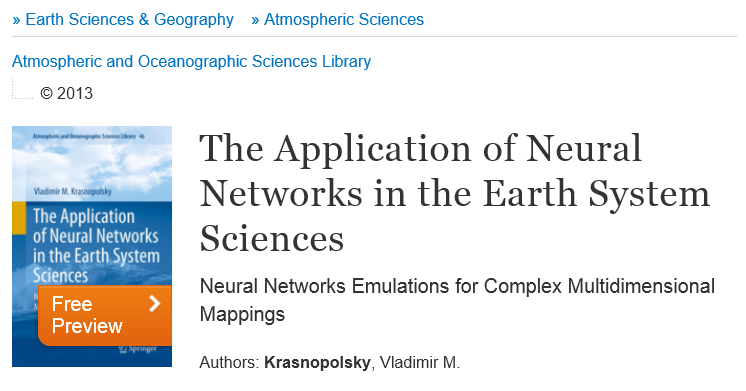 » Earth Sciences & Geography » Atmospheric Sciences
Atmospheric and Oceanographic Sciences Library
© 2013
Atmospheric and Oceanographic Sciences Library 46
Vladimir M. Krasnopolsky
The Application
of Neural Networks
in the Earth System
Sciences
Free
Preview
Springer
The Application of Neural
Networks in the Earth System
Sciences
Neural Networks Emulations for Complex Multidimensional
Mappings
Authors: Krasnopolsky, Vladimir M.